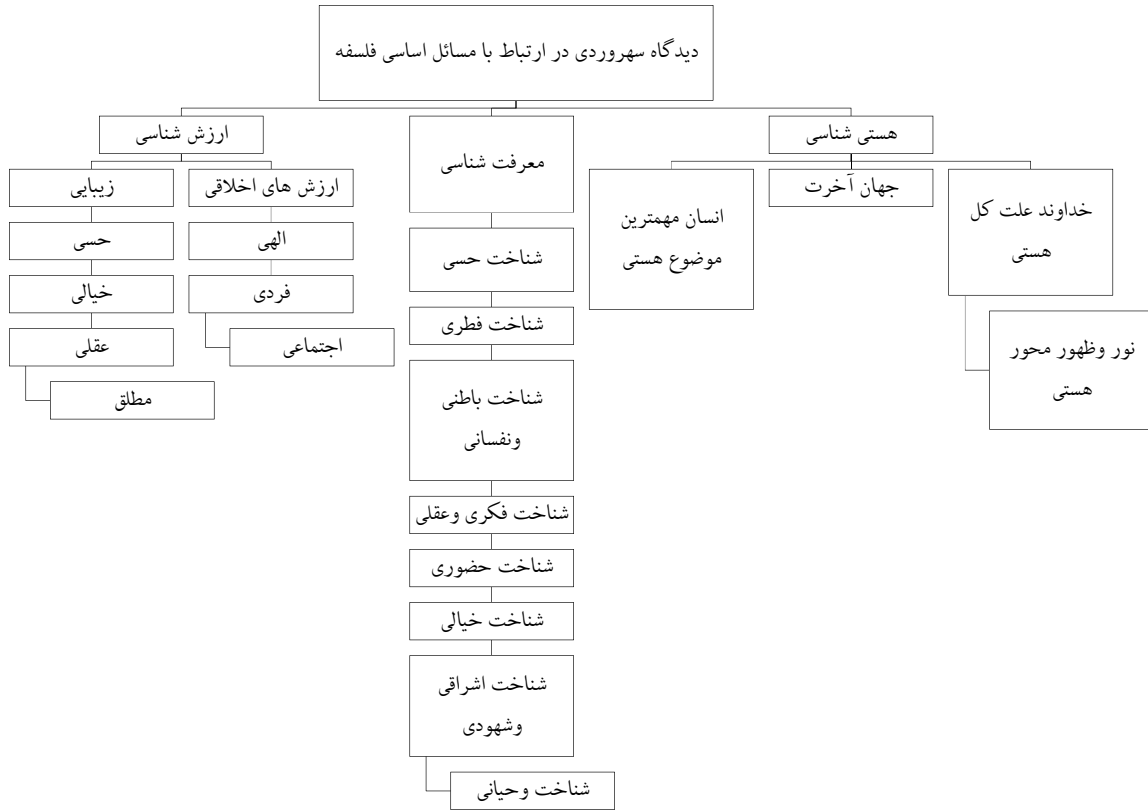 دیدگاه سهروردی در ارتباط با مسائل اساسی فلسفه
هستی شناسی
خداوند علت کل
هستی
نور وظهور محور
هستی
جهان آخرت
انسان مهمترین
موضوع هستی
معرفت شناسی
شناخت حسی
شناخت فطری
شناخت باطنی
ونفسانی
شناخت فکری وعقلی
شناخت حضوری
شناخت خیالی
شناخت اشراقی
وشهودی
شناخت وحیانی
ارزش شناسی
ارزش های اخلاقی
الهی
فردی
اجتماعی
زیبایی
حسی
خیالی
عقلی
مطلق